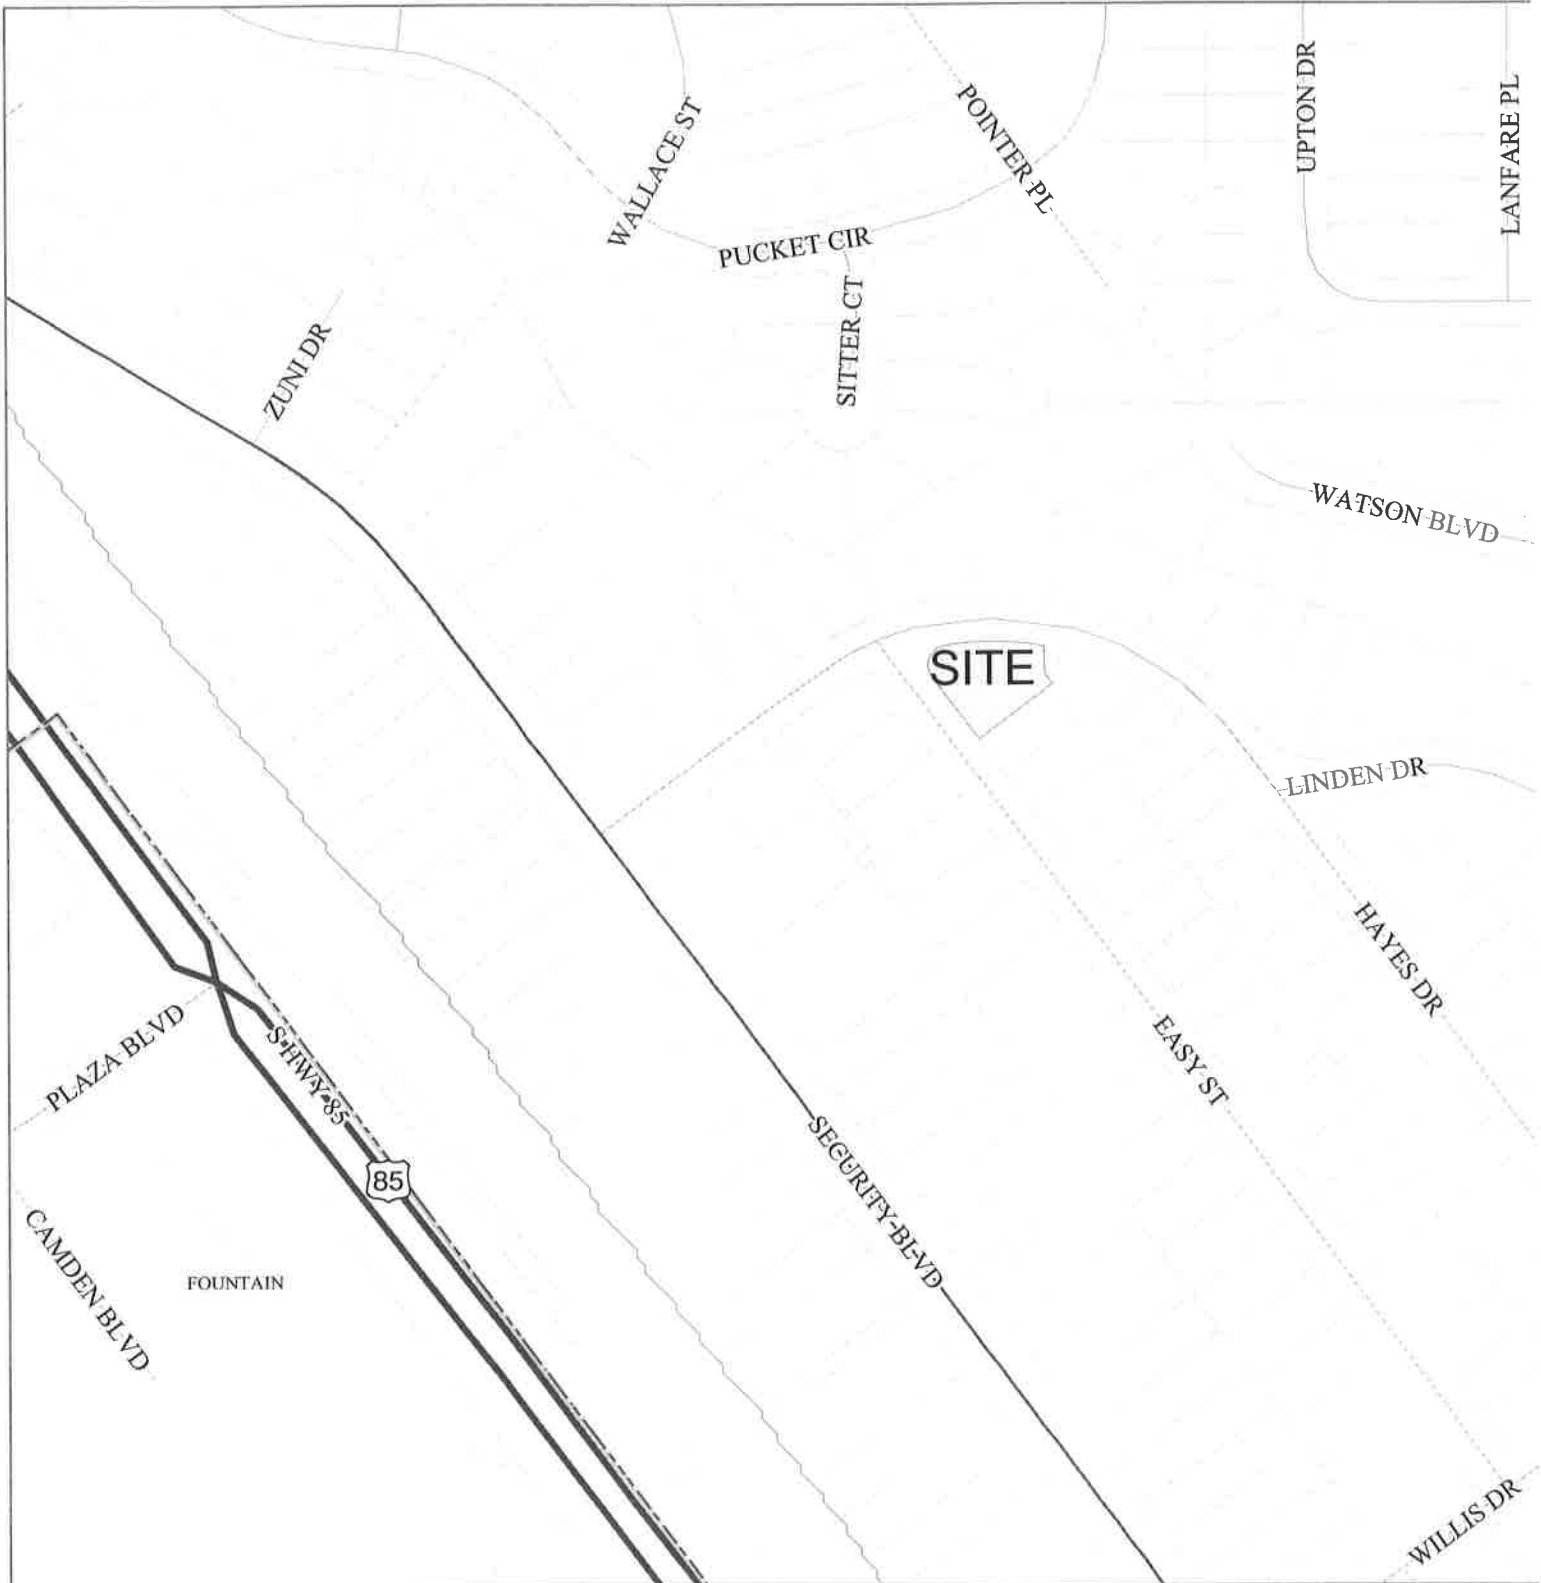 UPTON DR
LANFARE PL
POINTER PL
WALLACE ST
PUCKET CIR
SITTER CT
ZUNI DR
WATSON BLVD
SITE
LINDEN DR
HAYES DR
EASY ST
PLAZA BLVD
S HWY 85
85
SECURITY BLVD
CAMDEN BLVD
FOUNTAIN
WILLIS DR